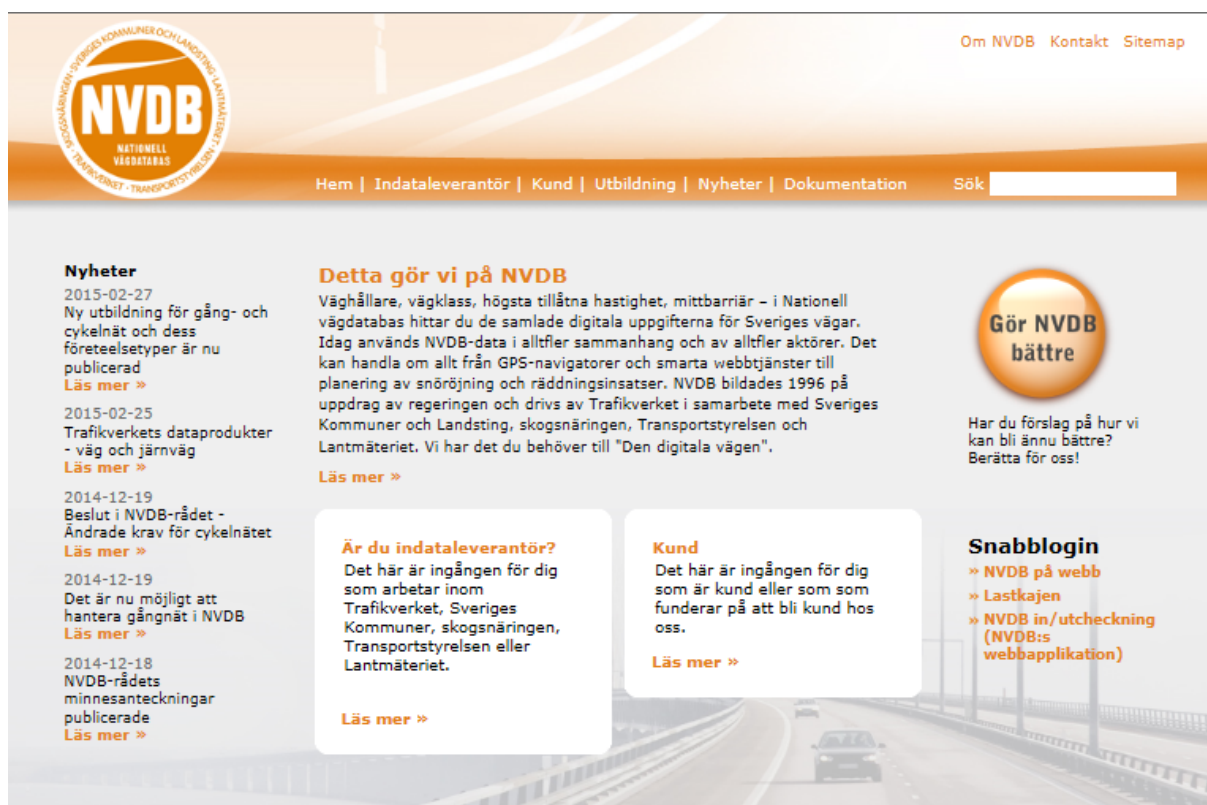 SVERIGES KOMMUNER OCH LANDSTING · LANTMÄTERIET · TRANSPORTSTYRELSEN · TRAFIKVERKET · SKOGSNÄRINGEN ·
NVDB
NATIONELL
VÄGDATABAS
Om NVDB Kontakt Sitemap
Hem | Indataleverantör | Kund | Utbildning | Nyheter | Dokumentation
Sök
Nyheter
2015-02-27
Ny utbildning för gång- och
cykelnät och dess
företeelsetyper är nu
publicerad
Läs mer »
2015-02-25
Trafikverkets dataprodukter
- väg och järnväg
Läs mer »
2014-12-19
Beslut i NVDB-rådet -
Ändrade krav för cykelnätet
Läs mer »
2014-12-19
Det är nu möjligt att
hantera gångnät i NVDB
Läs mer »
2014-12-18
NVDB-rådets
minnesanteckningar
publicerade
Läs mer »
Detta gör vi på NVDB
Väghållare, vägklass, högsta tillåtna hastighet, mittbarriär – i Nationell
vägdatabas hittar du de samlade digitala uppgifterna för Sveriges vägar.
Idag används NVDB-data i alltfler sammanhang och av alltfler aktörer. Det
kan handla om allt från GPS-navigatorer och smarta webbtjänster till
planering av snöröjning och räddningsinsatser. NVDB bildades 1996 på
uppdrag av regeringen och drivs av Trafikverket i samarbete med Sveriges
Kommuner och Landsting, skogsnäringen, Transportstyrelsen och
Lantmäteriet. Vi har det du behöver till "Den digitala vägen".
Läs mer »
Är du indataleverantör?
Det här är ingången för dig
som arbetar inom
Trafikverket, Sveriges
Kommuner, skogsnäringen,
Transportstyrelsen eller
Lantmäteriet.
Läs mer »
Kund
Det här är ingången för dig
som är kund eller som som
funderar på att bli kund hos
oss.
Läs mer »
Gör NVDB
bättre
Har du förslag på hur vi
kan bli ännu bättre?
Berätta för oss!
Snabblogin
» NVDB på webb
» Lastkajen
» NVDB in/utcheckning
(NVDB:s
webbapplikation)